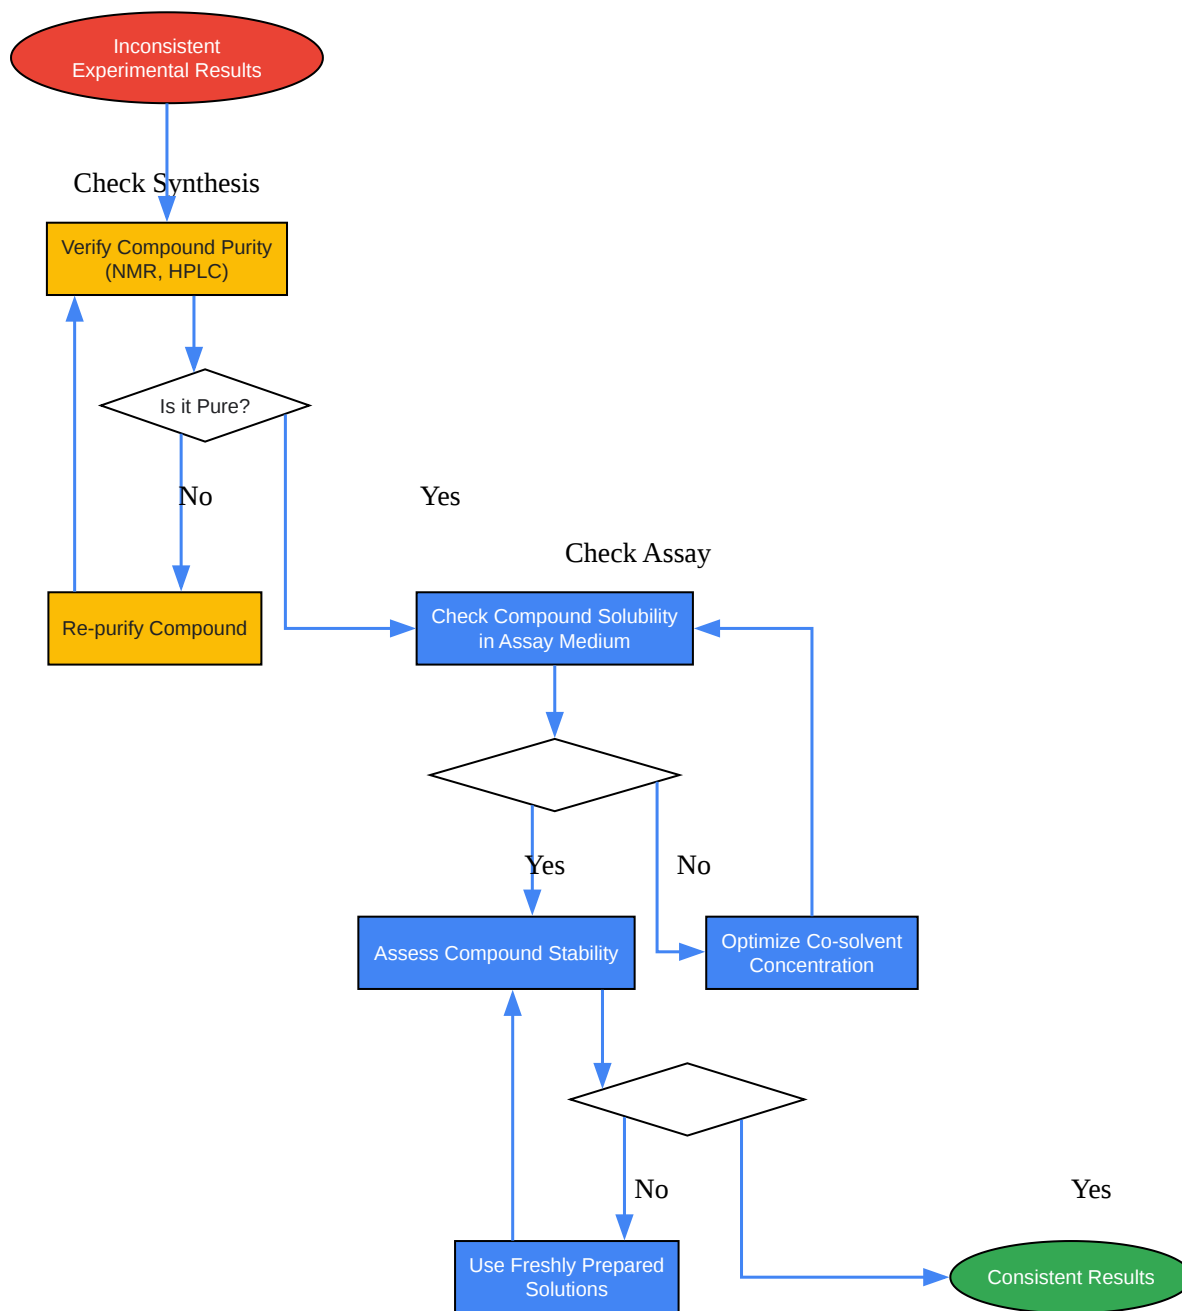 Inconsistent
Experimental Results
Check Synthesis
Verify Compound Purity
(NMR, HPLC)
Is it Pure?
No
Yes
Check Assay
Re-purify Compound
Check Compound Solubility
in Assay Medium
Yes
No
Assess Compound Stability
Optimize Co-solvent
Concentration
No
Yes
Use Freshly Prepared
Solutions
Consistent Results